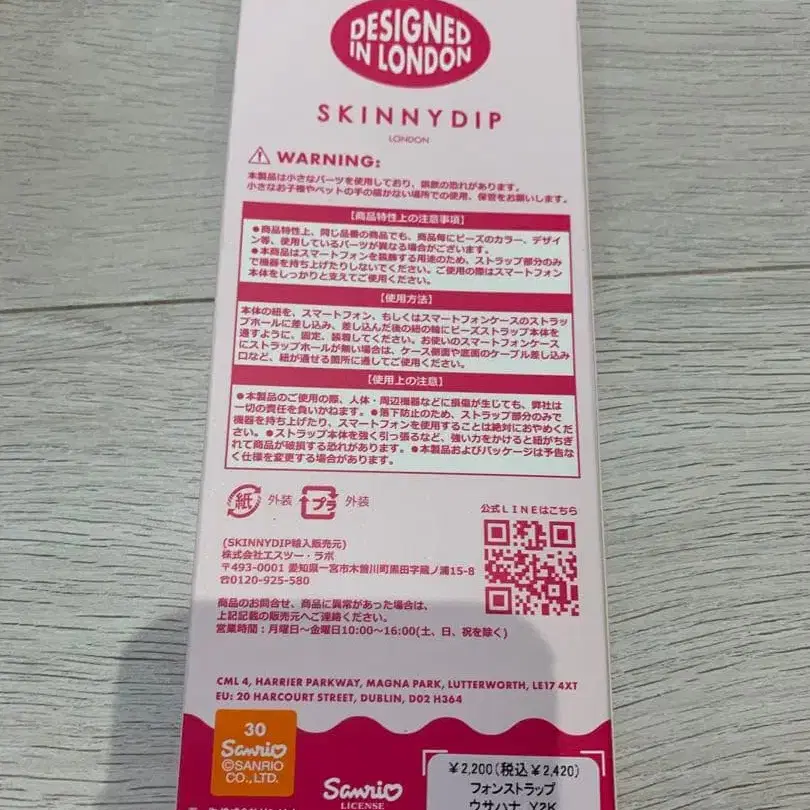 DESIGNED
IN LONDON
SKINNYDIP
LONDON
WARNING:
本製品は小さなパーツを使用しており、誤飲の恐れがあります。
小さなお子様やペットの手の届かない場所での使用、保管をお願いします。
【商品特性上の注意事項】
●商品特性上、同じ品番の商品でも、商品毎にビーズのカラー、デザイ
ン等、使用しているパーツが異なる場合がございます。
●本商品はスマートフォンを装飾する用途のため、ストラップ部分のみ
で機器を持ち上げたりしないでください。ご使用の際はスマートフォン
本体をしっかりと支えてご使用ください。
【使用方法】
本体の紐を、スマートフォン、もしくはスマートフォンケースのストラッ
プホールに差し込み、差し込んだ後の紐の輪にビーズストラップ本体を
通すように、固定、装着してください。お使いのスマートフォンケース
にストラップホールが無い場合は、ケース側面や底面のケーブル差し込み
口など、紐が通せる箇所に通してご使用ください。
【使用上の注意】
●本製品のご使用の際、人体・周辺機器などに損傷が生じても、弊社は
一切の責任を負いかねます。●落下防止のため、ストラップ部分のみで
機器を持ち上げたり、スマートフォンを使用することは絶対におやめくだ
さい。●ストラップ本体を強く引っ張るなど、強い力をかけると紐がちぎ
れて商品が破損する恐れがあります。●本製品およびパッケージは予告な
く仕様を変更する場合があります。
紙 外装 プラ 外装
公式LINEはこちら
(SKINNYDIP輸入販売元)
株式会社エスツー・ラボ
〒493-0001 愛知県一宮市木曽川町黒田字蔵ノ浦15-8
☎0120-925-580
商品のお問合せ、商品に異常があった場合は、
上記記載の販売元へご連絡ください。
営業時間：月曜日～金曜日10:00～16:00(土、日、祝を除く)
CML 4, HARRIER PARKWAY, MAGNA PARK, LUTTERWORTH, LE17 4XT
EU: 20 HARCOURT STREET, DUBLIN, D02 H364
30
Sanrio
©SANRIO
CO., LTD.
Sanrio
LICENSE
￥2,200(税込￥2,420)
フォンストラップ
ウサハナ Y2K